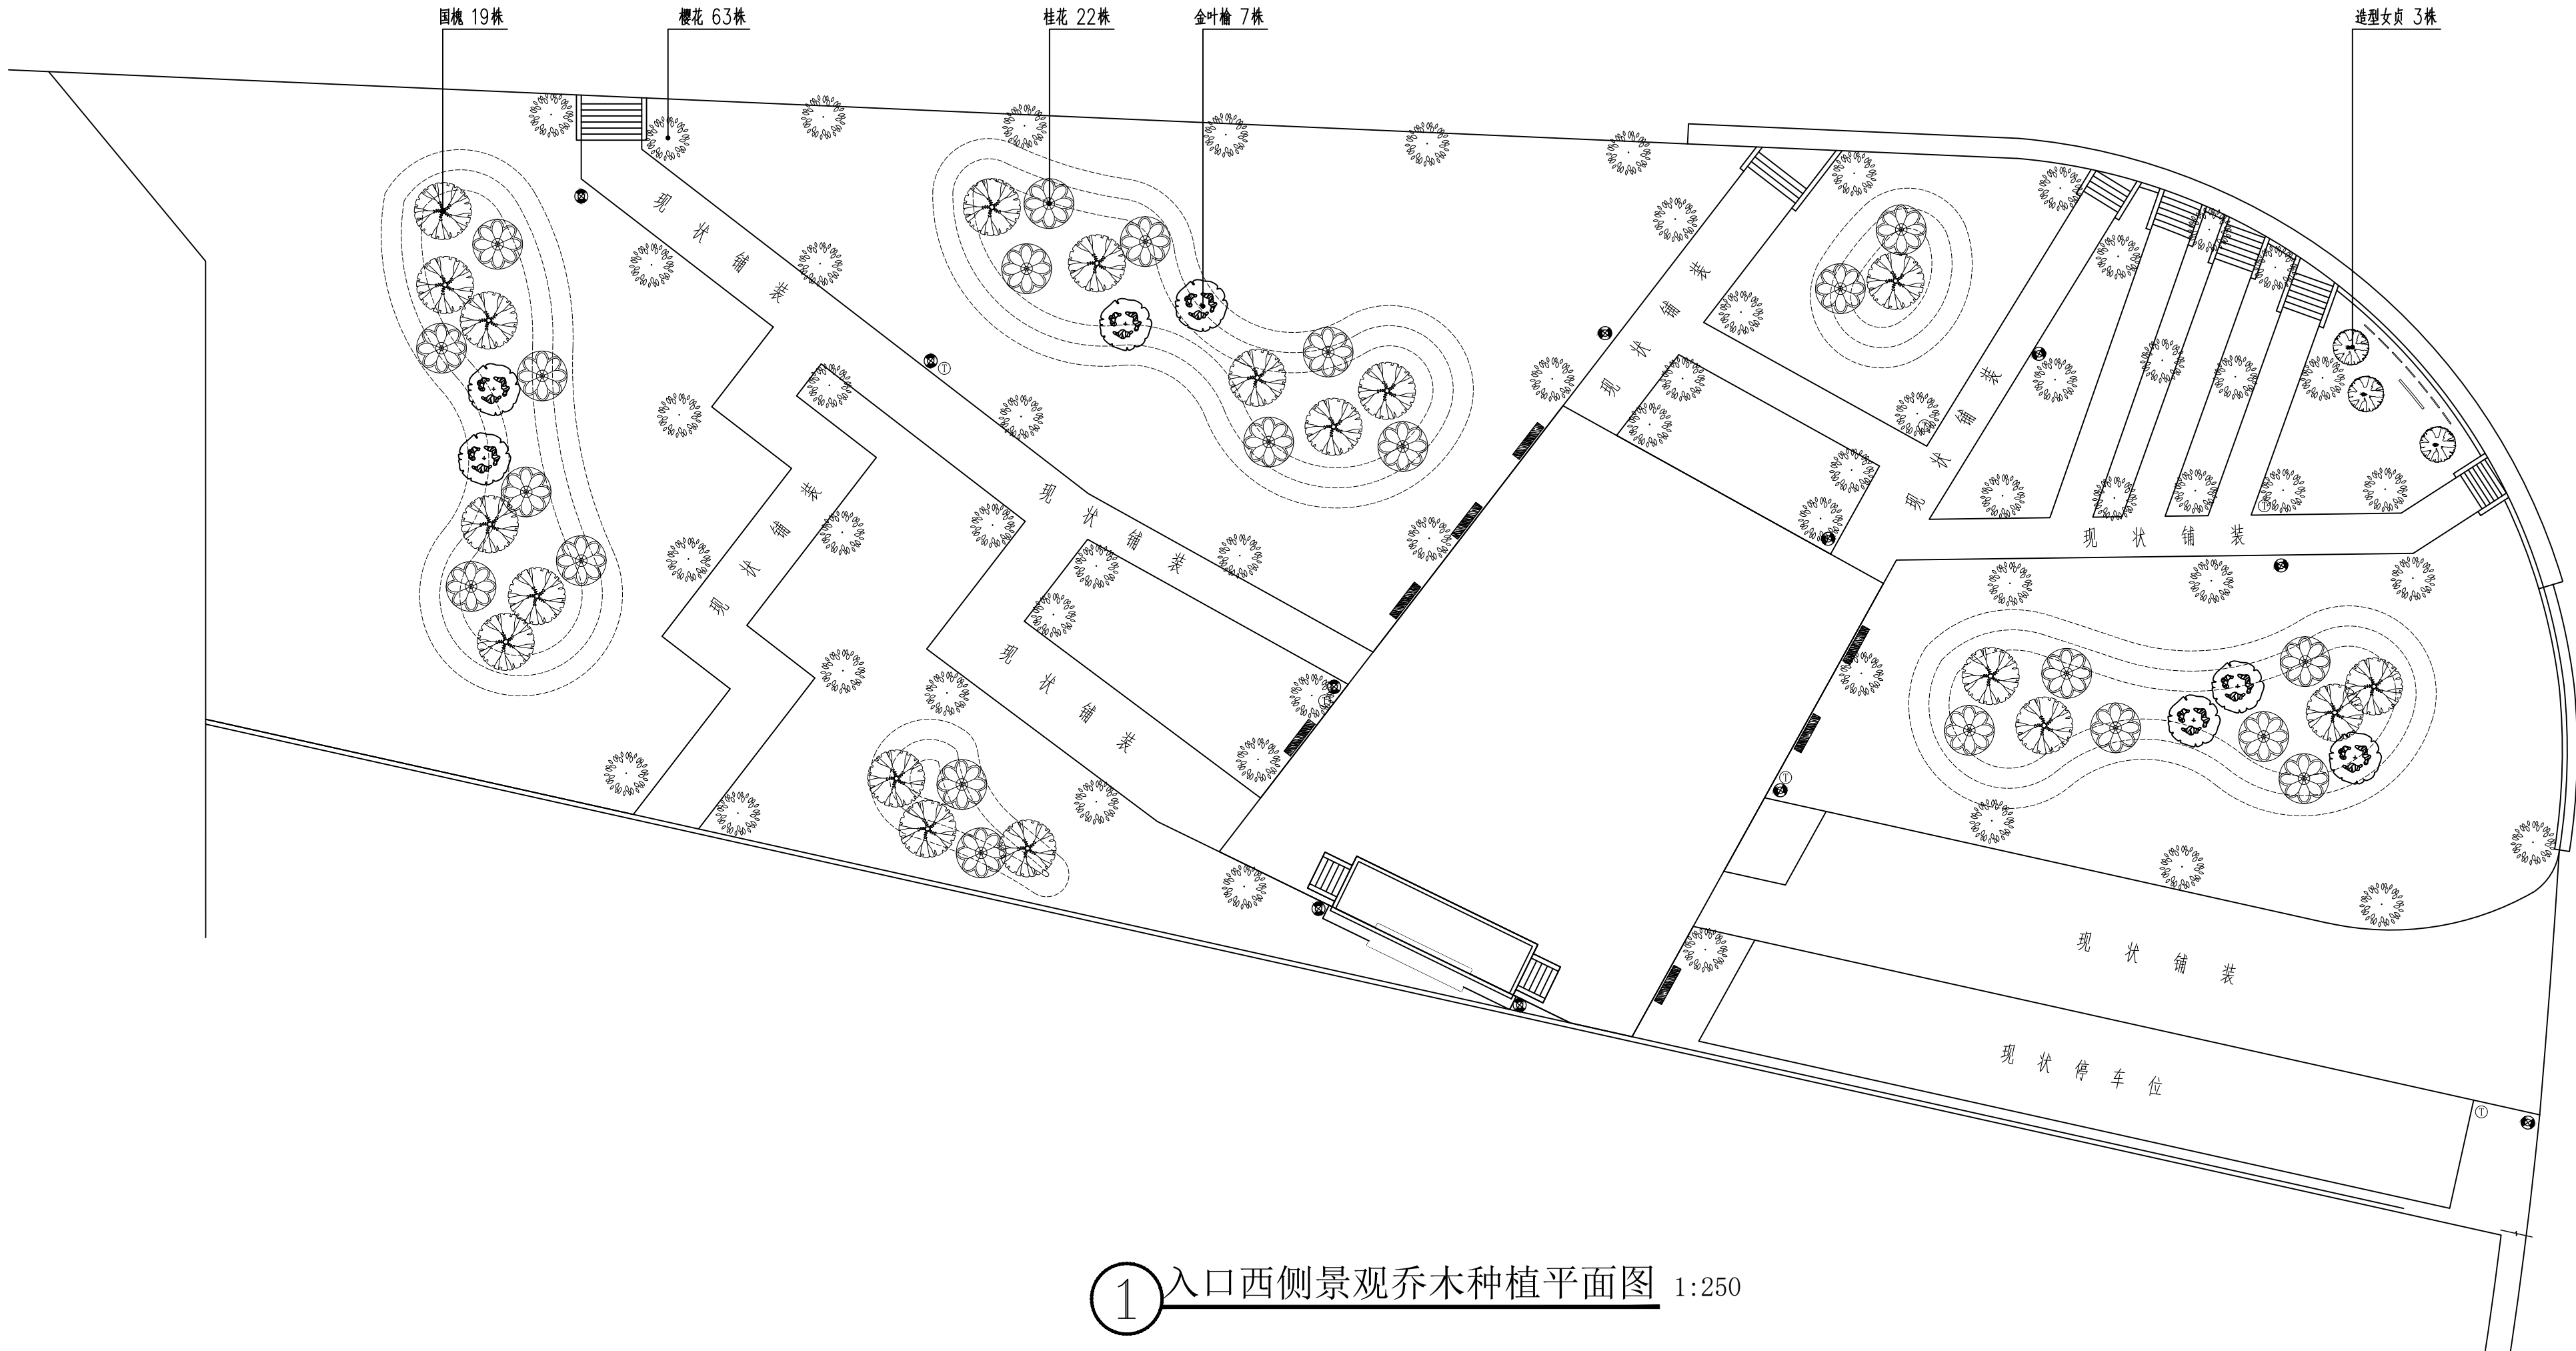 国槐 19株
樱花 63株
桂花 22株
金叶榆 7株
造型女贞 3株
现状铺装
现状铺装
现状铺装
现状铺装
现状铺装
现状铺装
现状铺装
现状铺装
现状停车位
T
T
T
T
T
T
1 入口西侧景观乔木种植平面图 1:250